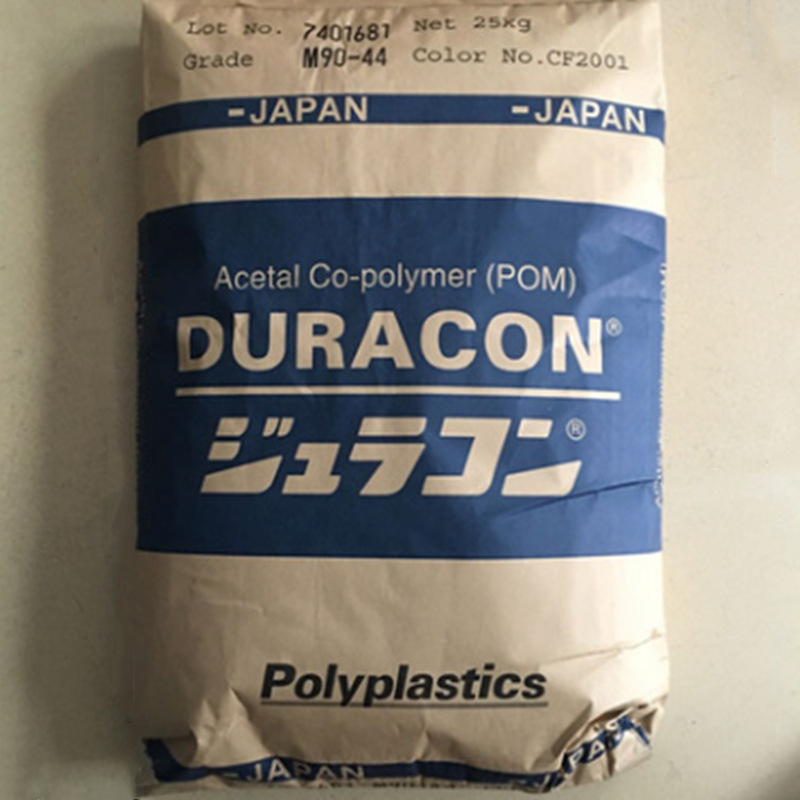 Lot No. 7401681 Net 25kg
Grade M90-44 Color No.CF2001
-JAPAN -JAPAN
Acetal Co-polymer (POM)
DURACON®
ジュラコン®
Polyplastics
-JAPAN JAPAN